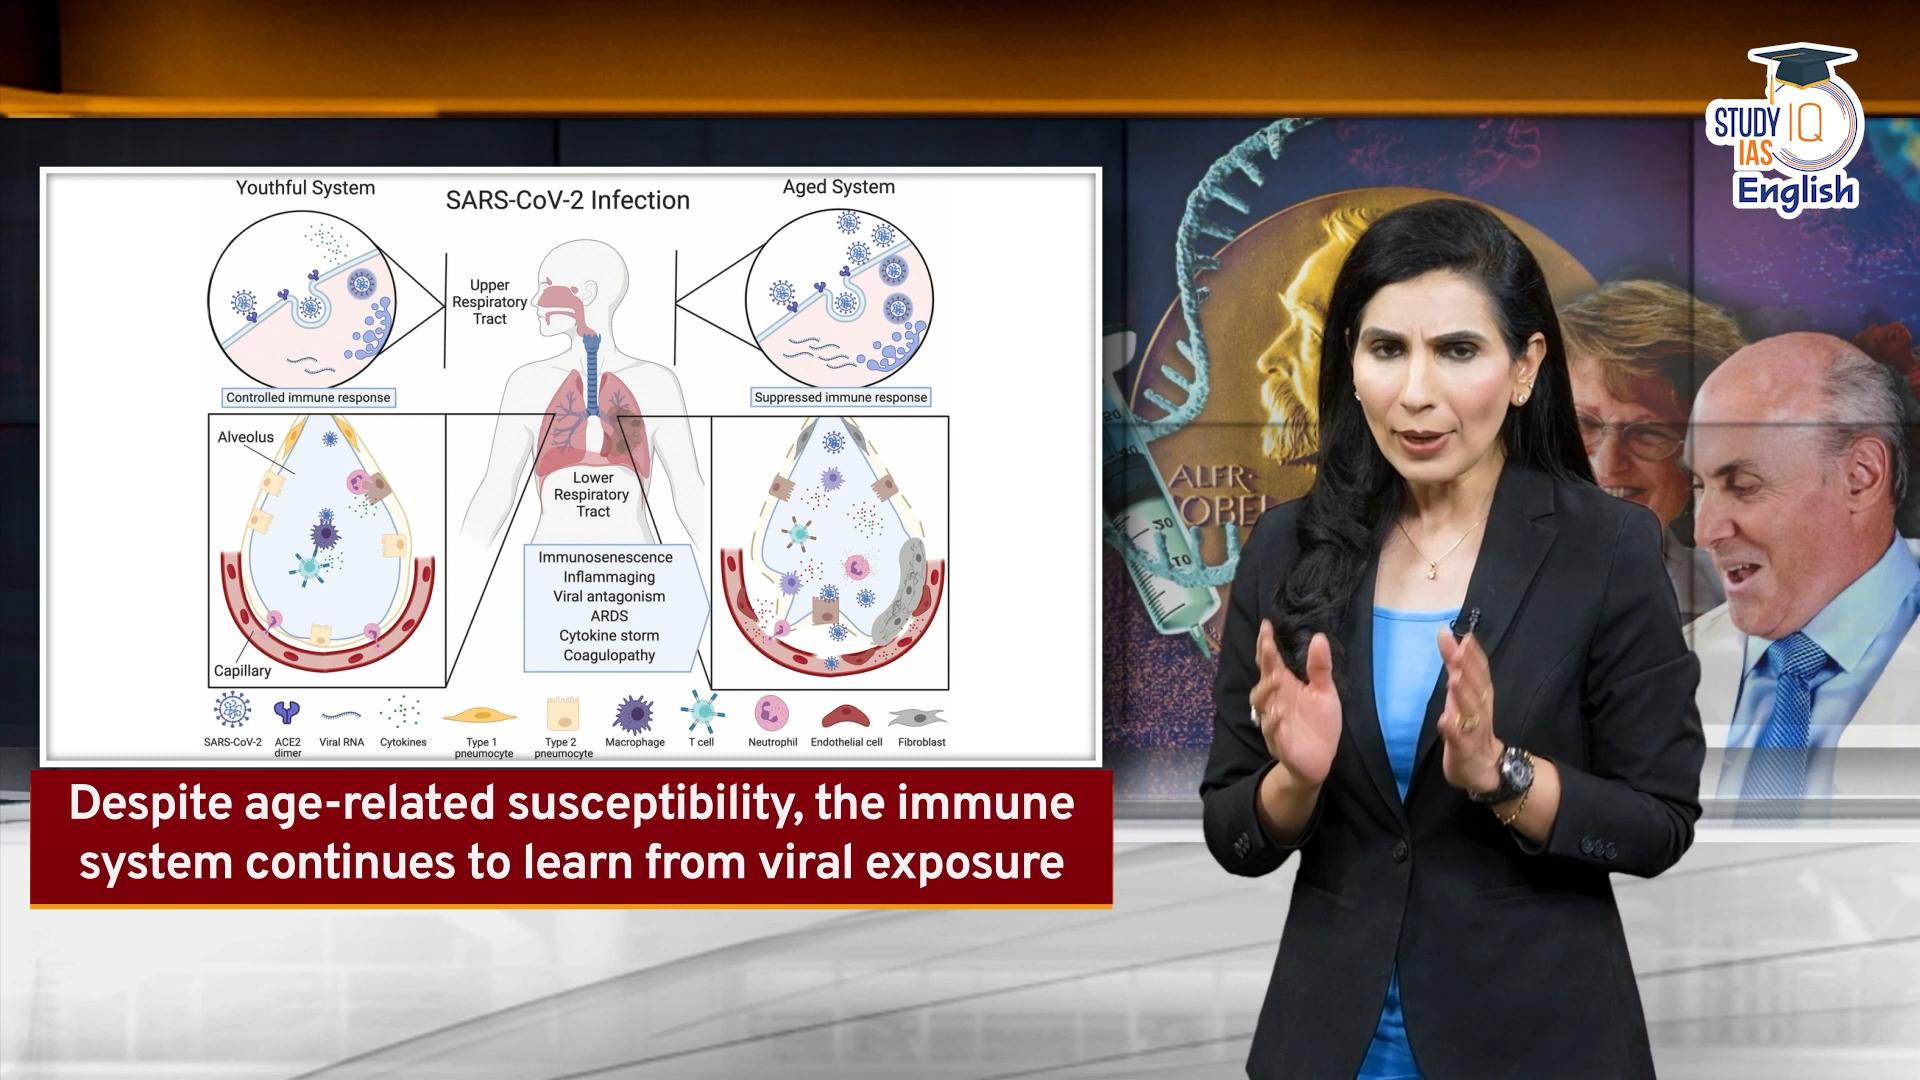 STUDY IQ
IAS
English
Youthful System
SARS-CoV-2 Infection
Aged System
Upper
Respiratory
Tract
Controlled immune response
Suppressed immune response
Alveolus
Lower
Respiratory
Tract
Immunosenescence
Inflammaging
Viral antagonism
ARDS
Cytokine storm
Coagulopathy
Capillary
SARS-CoV-2
ACE2
dimer
Viral RNA
Cytokines
Type 1
pneumocyte
Type 2
pneumocyte
Macrophage
T cell
Neutrophil
Endothelial cell
Fibroblast
ALFR-
20
10
Despite age-related susceptibility, the immune
system continues to learn from viral exposure